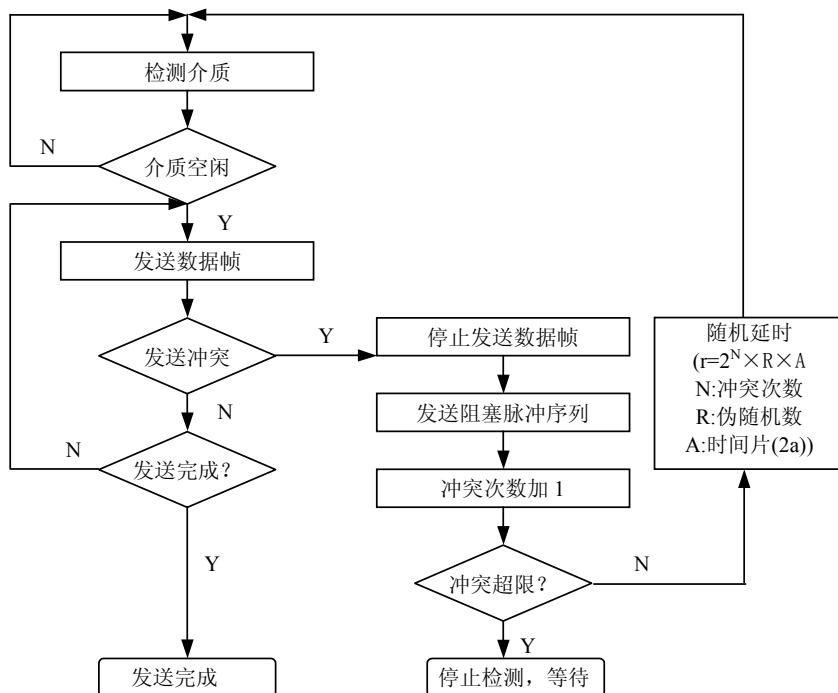 检测介质
N
介质空闲
Y
发送数据帧
发送冲突
Y
N
发送完成？
N
Y
发送完成
停止发送数据帧
发送阻塞脉冲序列
冲突次数加 1
冲突超限？
N
Y
停止检测，等待
随机延时
(r=2^N×R×A
N:冲突次数
R:伪随机数
A:时间片(2a))